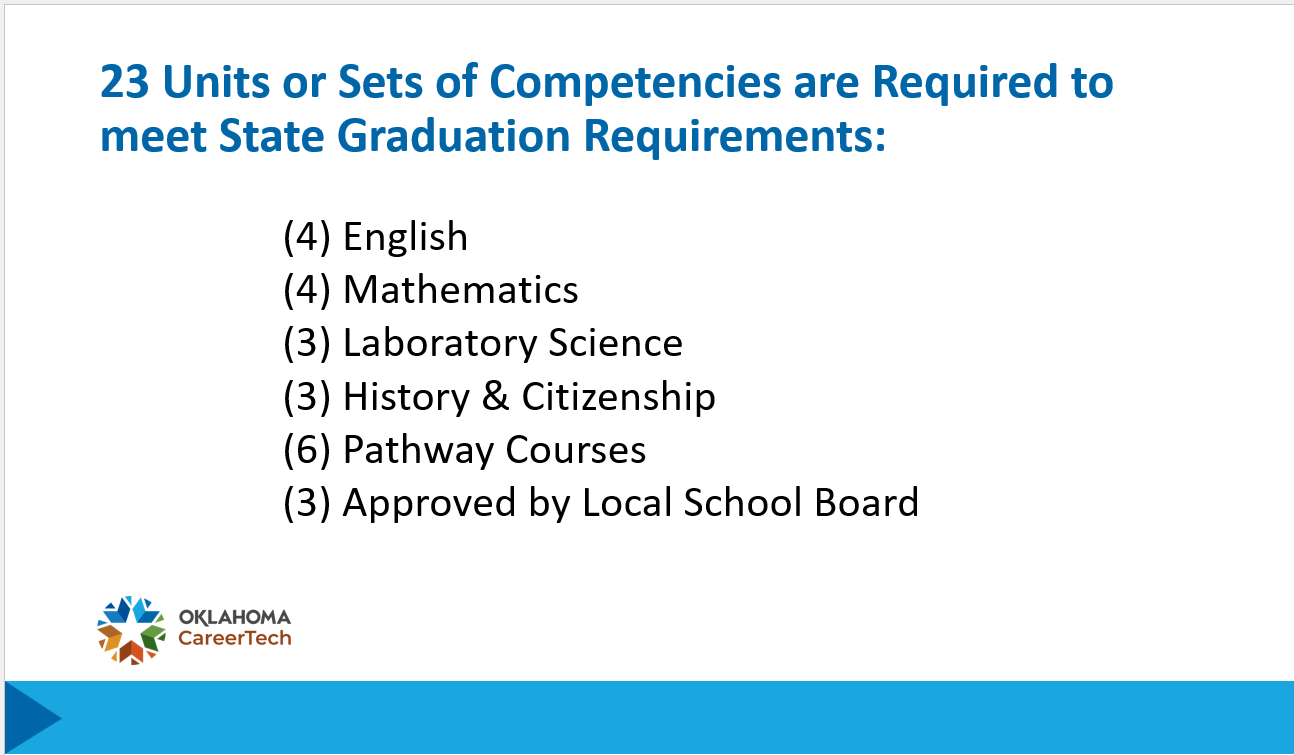 23 Units or Sets of Competencies are Required to
meet State Graduation Requirements:
(4) English
(4) Mathematics
(3) Laboratory Science
(3) History & Citizenship
(6) Pathway Courses
(3) Approved by Local School Board
OKLAHOMA
CareerTech